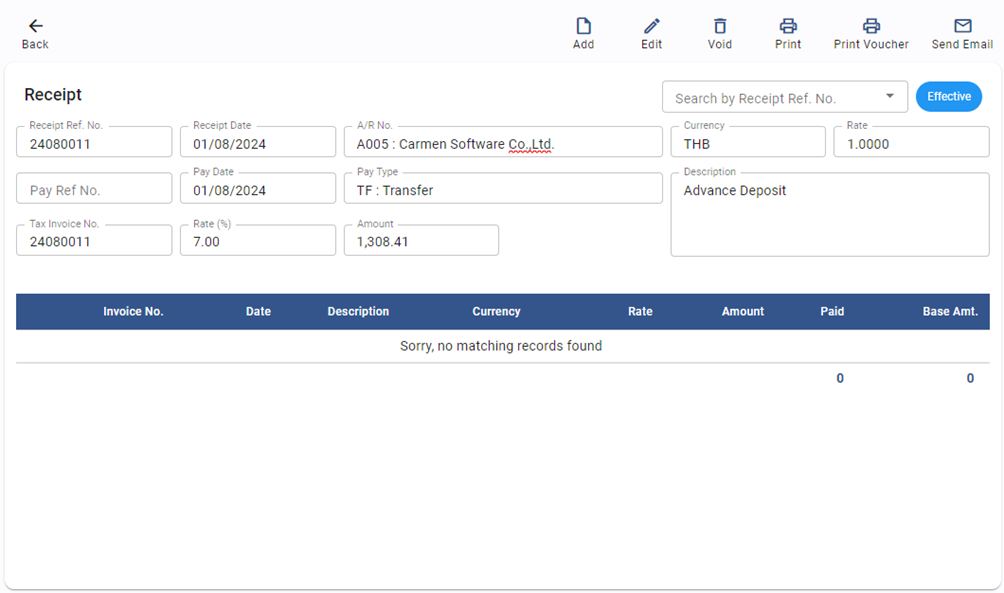 Back
Add
Edit
Void
Print
Print Voucher
Send Email
Receipt
Search by Receipt Ref. No.
Effective
Receipt Ref. No.
24080011
Receipt Date
01/08/2024
A/R No.
A005 : Carmen Software Co.,Ltd.
Currency
THB
Rate
1.0000
Pay Ref No.
Pay Date
01/08/2024
Pay Type
TF : Transfer
Description
Advance Deposit
Tax Invoice No.
24080011
Rate (%)
7.00
Amount
1,308.41
Invoice No. Date Description Currency Rate Amount Paid Base Amt.
Sorry, no matching records found
0 0